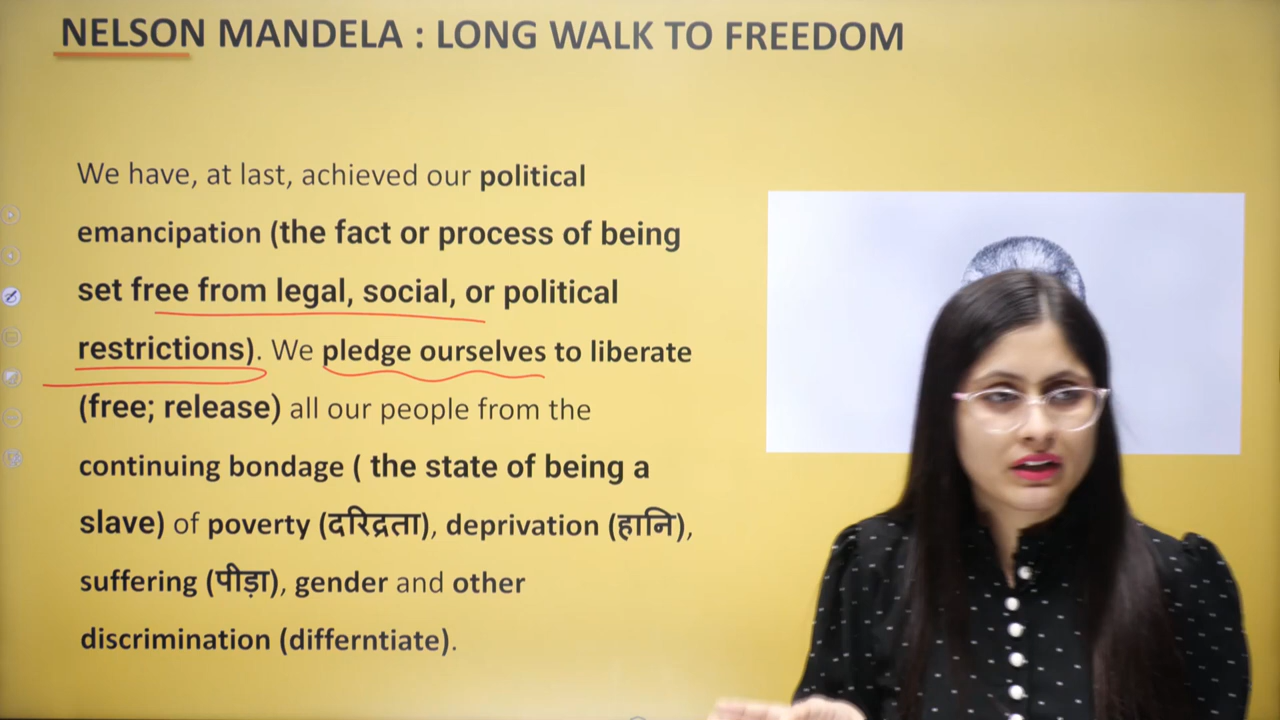 NELSON MANDELA : LONG WALK TO FREEDOM
We have, at last, achieved our political
emancipation (the fact or process of being
set free from legal, social, or political
restrictions). We pledge ourselves to liberate
(free; release) all our people from the
continuing bondage ( the state of being a
slave) of poverty (दरिद्रता), deprivation (हानि),
suffering (पीड़ा), gender and other
discrimination (differntiate).